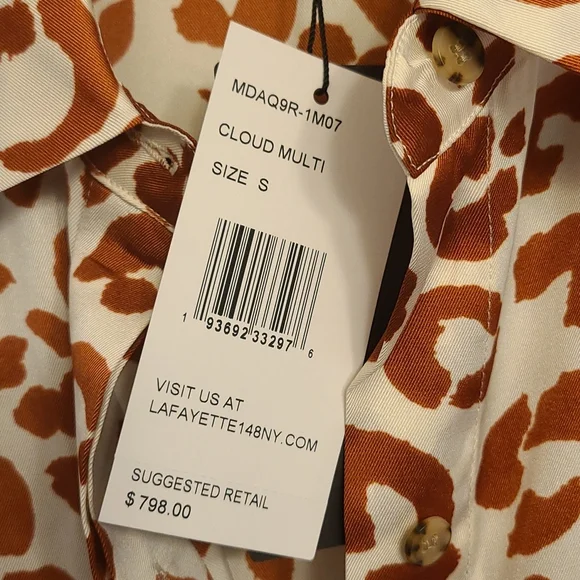 MDAQ9R-1M07
CLOUD MULTI
SIZE S
1 93692 33297 6
VISIT US AT
LAFAYETTE148NY.COM
SUGGESTED RETAIL
$ 798.00